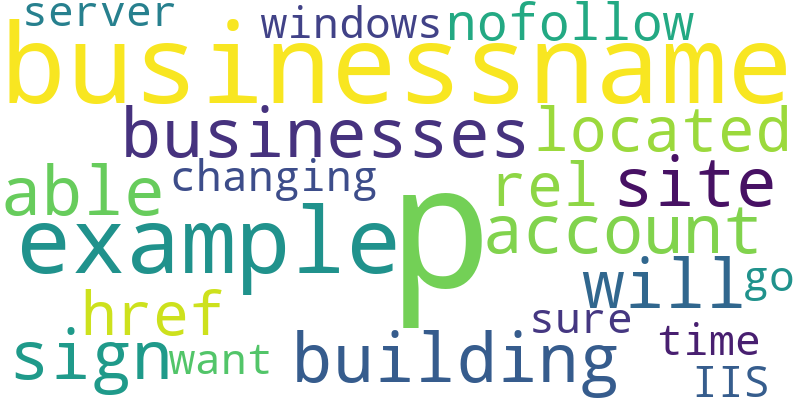 server windows nofollow
businessname
businesses located
able changing rel site
example p account
href will go
sign want building sure time
IIS